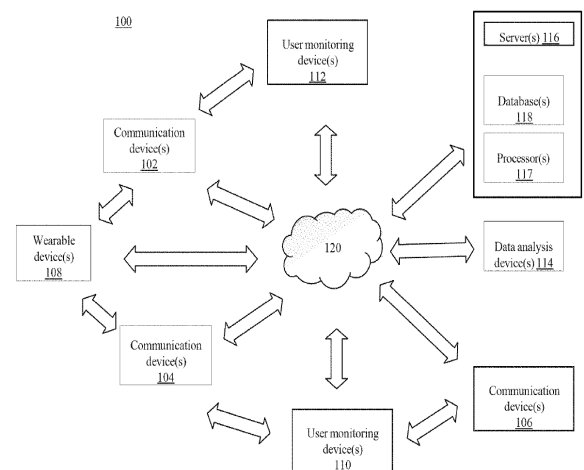 100
User monitoring
device(s)
112
Server(s) 116
Database(s)
118
Processor(s)
117
Communication
device(s)
102
Wearable
device(s)
108
120
Data analysis
device(s) 114
Communication
device(s)
104
Communication
device(s)
106
User monitoring
device(s)
110